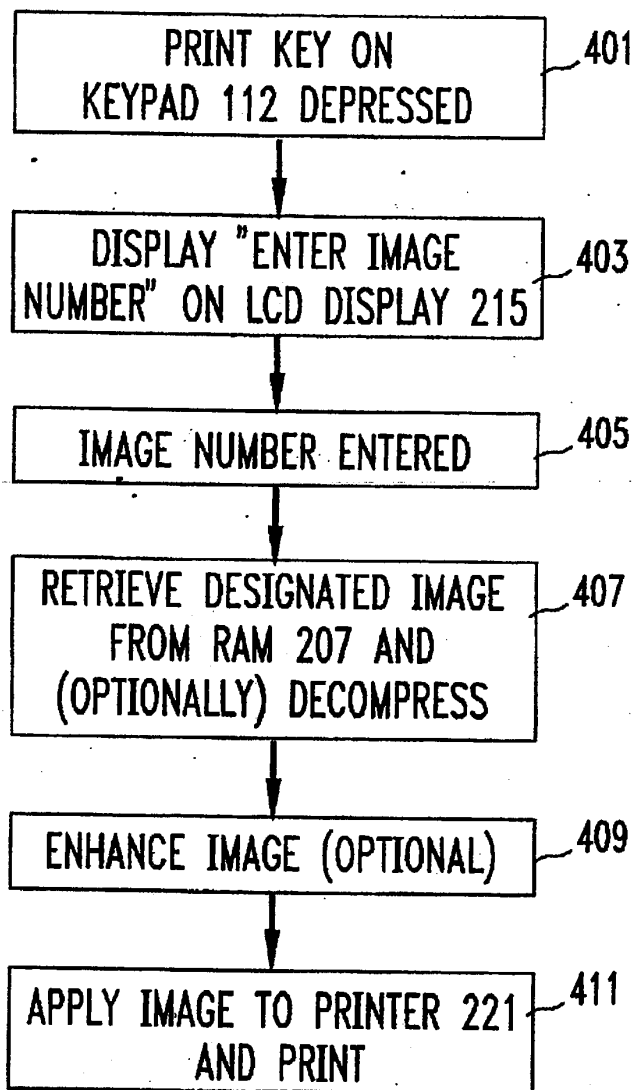 PRINT KEY ON
KEYPAD 112 DEPRESSED
401
DISPLAY "ENTER IMAGE
NUMBER" ON LCD DISPLAY 215
403
IMAGE NUMBER ENTERED
405
RETRIEVE DESIGNATED IMAGE
FROM RAM 207 AND
(OPTIONALLY) DECOMPRESS
407
ENHANCE IMAGE (OPTIONAL)
409
APPLY IMAGE TO PRINTER 221
AND PRINT
411